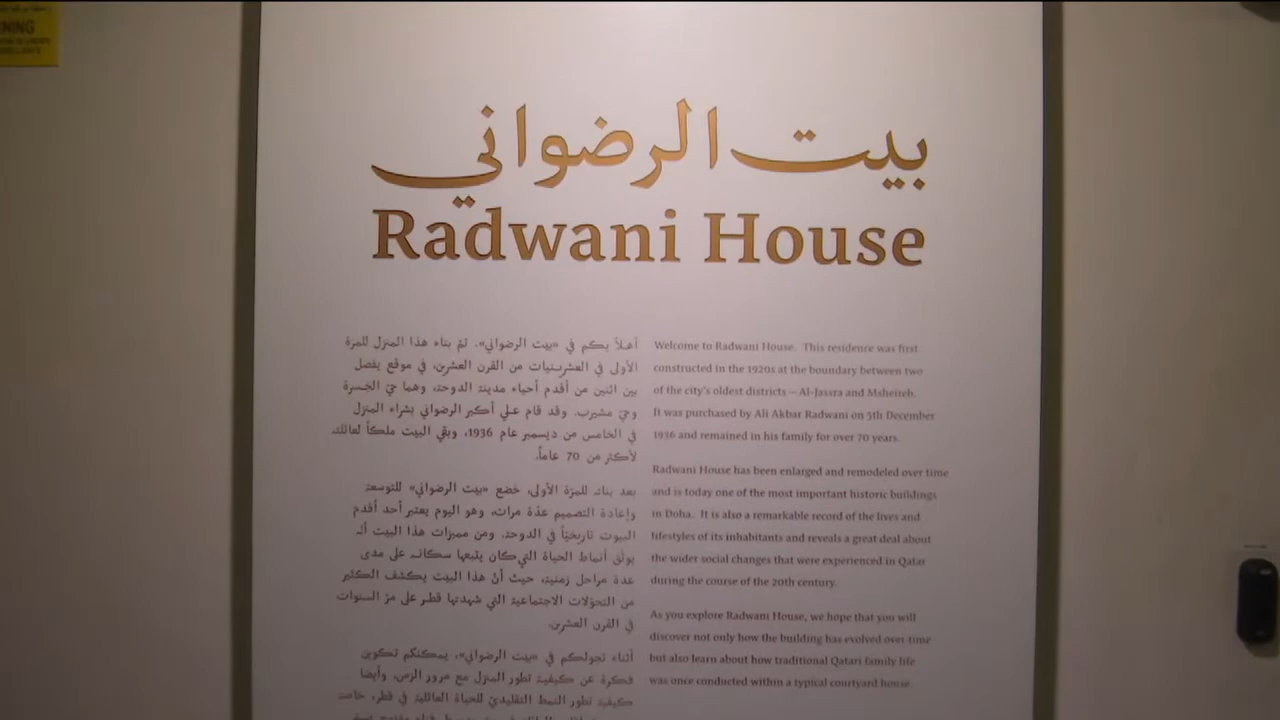 NING
بيت الرضواني
Radwani House
أهلاً بكم في «بيت الرضواني». تمّ بناء هذا المنزل للمرّة
الأولى في العشرينيات من القرن العشرين، في موقع يفصل
بين اثنين من أقدم أحياء مدينة الدوحة، وهما حيّ الجَسرة
وحيّ مشيرب. وقد قام علي أكبر الرضواني بشراء المنزل
في الخامس من ديسمبر عام 1936، وبقي البيت ملكاً لعائلته
لأكثر من 70 عاماً.
بعد بنائه للمرّة الأولى، خضع «بيت الرضواني» للتوسعة
وإعادة التصميم عدّة مرات، وهو اليوم يعتبر أحد أقدم
البيوت تاريخيّاً في الدوحة. ومن مميزات هذا البيت أنه
يوثّق أنماط الحياة التي كان يتبعها سكانه على مدى
عدة مراحل زمنية، حيث أنّ هذا البيت يكشف الكثير
من التحوّلات الاجتماعية التي شهدتها قطر على مرّ السنوات
في القرن العشرين.
أثناء تجولكم في «بيت الرضواني»، يمكنكم تكوين
فكرة عن كيفية تطور المنزل مع مرور الزمن، وأيضا
كيفية تطور النمط التقليديّ للحياة العائلية في قطر، خاصة
Welcome to Radwani House. This residence was first
constructed in the 1920s at the boundary between two
of the city's oldest districts – Al-Jassra and Msheireb.
It was purchased by Ali Akbar Radwani on 5th December
1936 and remained in his family for over 70 years.
Radwani House has been enlarged and remodeled over time
and is today one of the most important historic buildings
in Doha. It is also a remarkable record of the lives and
lifestyles of its inhabitants and reveals a great deal about
the wider social changes that were experienced in Qatar
during the course of the 20th century.
As you explore Radwani House, we hope that you will
discover not only how the building has evolved over time
but also learn about how traditional Qatari family life
was once conducted within a typical courtyard house.